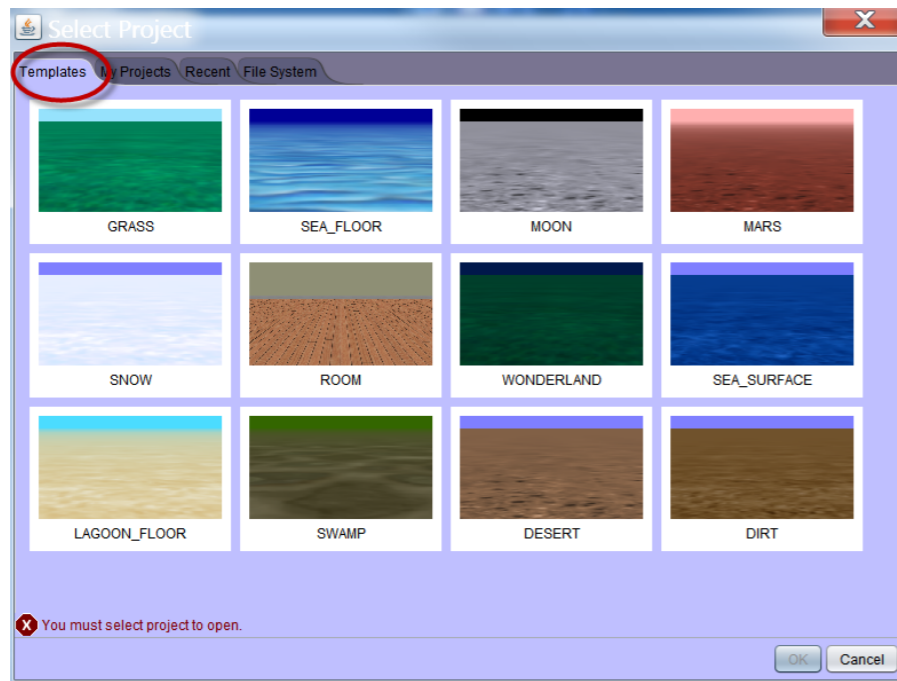 Select Project
Templates My Projects Recent File System
GRASS SEA_FLOOR MOON MARS
SNOW ROOM WONDERLAND SEA_SURFACE
LAGOON_FLOOR SWAMP DESERT DIRT
You must select project to open.
OK Cancel